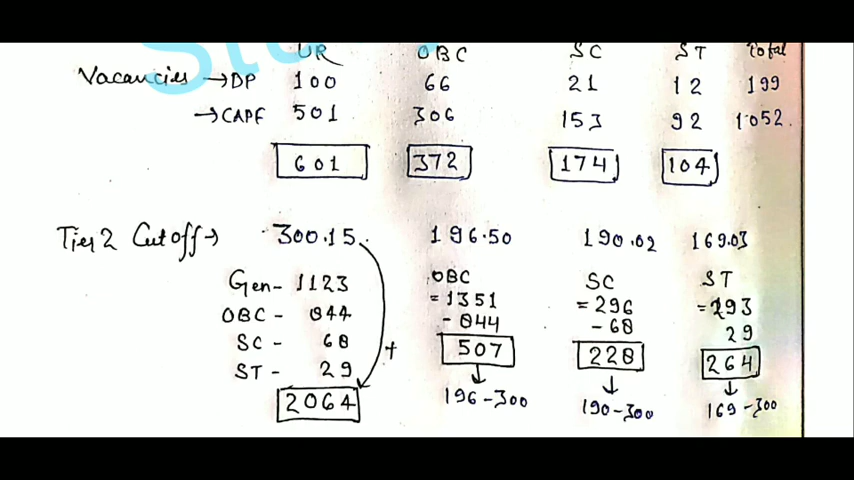 UR OBC SC ST total
Vacancies → DP 100 66 21 12 199
→ CAPF 501 306 153 92 1052.
601 372 174 104
Tier 2 Cutoff → 300.15 196.50 190.02 169.03
Gen - 1123 OBC SC ST
OBC - 844 = 1351 = 296 = 293
SC - 68 - 844 - 68 29
ST - 29 + 507 228 264
2064 196 - 300 190 - 300 169 - 300